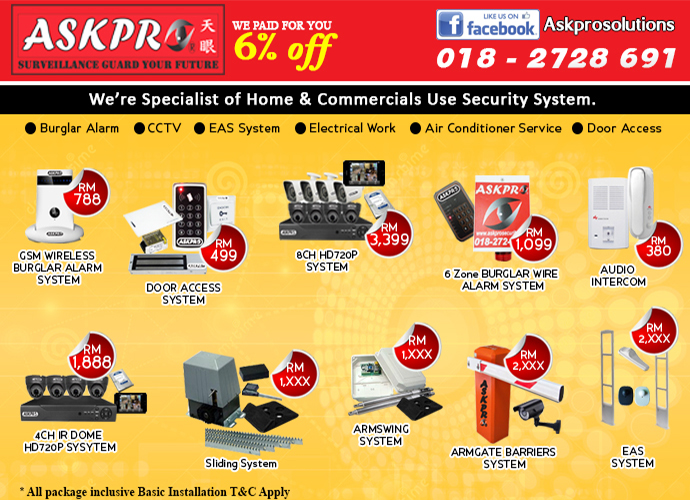 ASKPRO 天眼
SURVEILLANCE GUARD YOUR FUTURE
WE PAID FOR YOU
6% off
LIKE US ON
facebook
Askprosolutions
018 - 2728 691
We're Specialist of Home & Commercials Use Security System.
● Burglar Alarm ● CCTV ● EAS System ● Electrical Work ● Air Conditioner Service ● Door Access
RM
788
GSM WIRELESS
BURGLAR ALARM
SYSTEM
ASKPRO
RM
499
DOOR ACCESS
SYSTEM
RM
3,399
8CH HD720P
SYSTEM
ASKPRO
018-2724
RM
1,099
6 Zone BURGLAR WIRE
ALARM SYSTEM
RM
380
AUDIO
INTERCOM
RM
1,888
4CH IR DOME
HD720P SYSYTEM
RM
1,XXX
Sliding System
RM
1,XXX
ARMSWING
SYSTEM
ASKPRO
RM
2,XXX
ARMGATE BARRIERS
SYSTEM
RM
2,XXX
EAS
SYSTEM
* All package inclusive Basic Installation T&C Apply